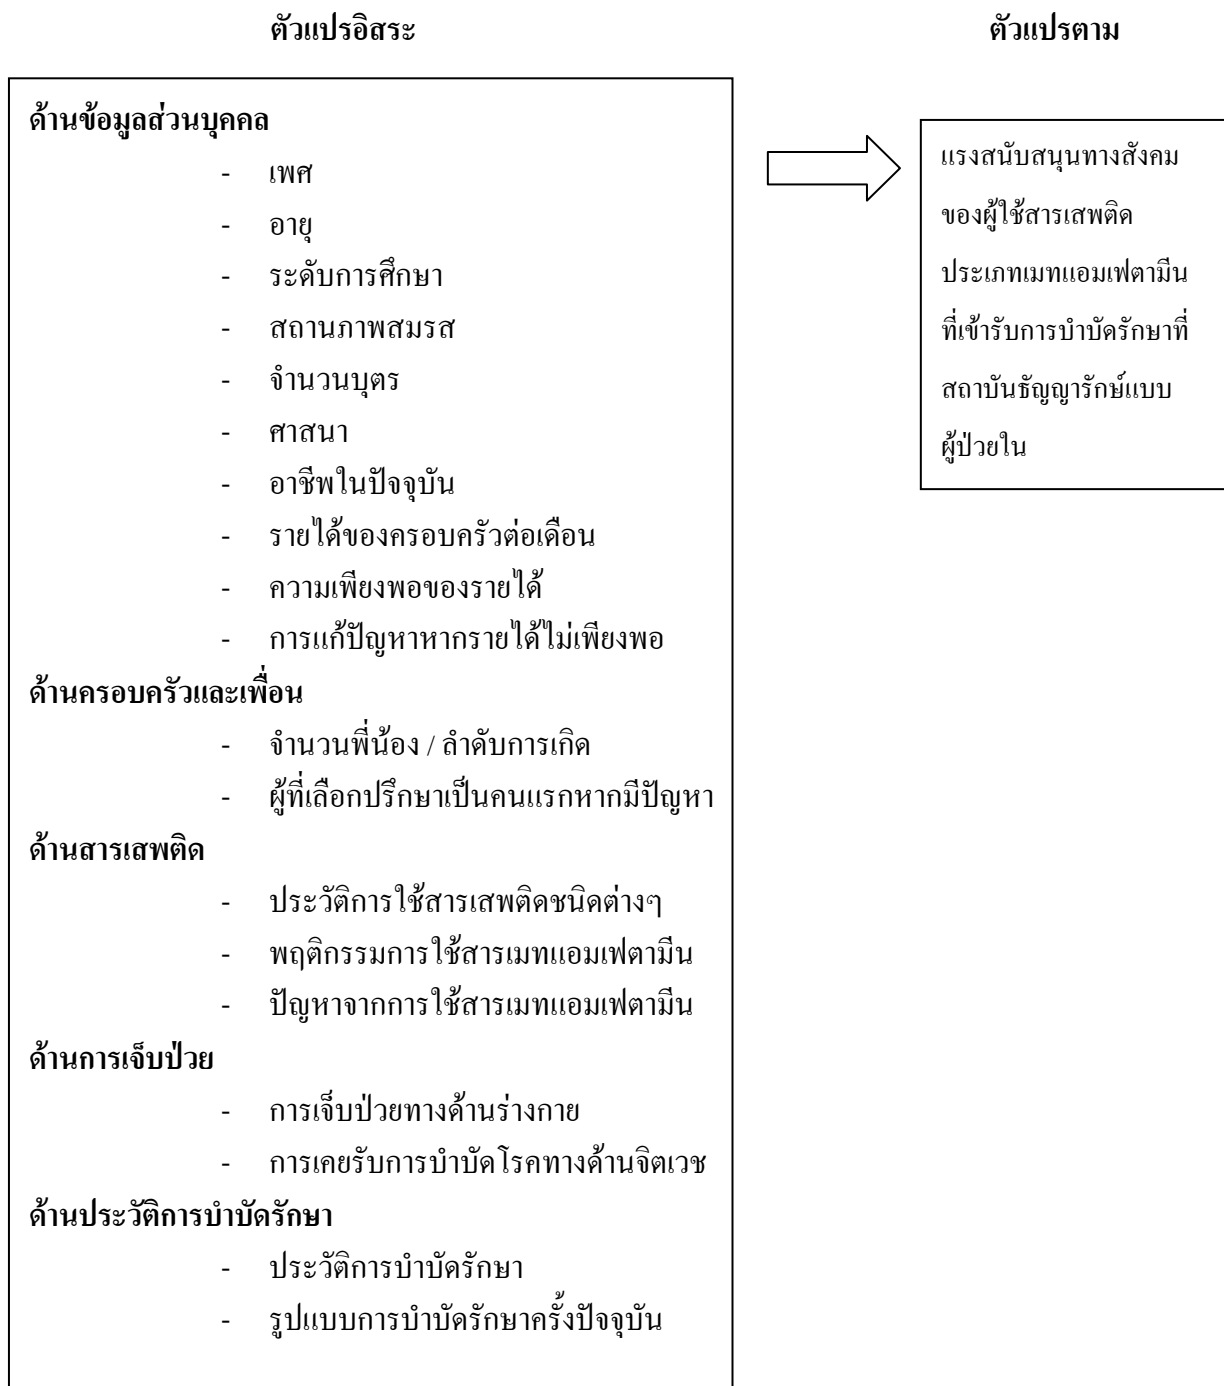 ตัวแปรอิสระ
ตัวแปรตาม
ด้านข้อมูลส่วนบุคคล
- เพศ
- อายุ
- ระดับการศึกษา
- สถานภาพสมรส
- จำนวนบุตร
- ศาสนา
- อาชีพในปัจจุบัน
- รายได้ของครอบครัวต่อเดือน
- ความเพียงพอของรายได้
- การแก้ปัญหาหากรายได้ไม่เพียงพอ
ด้านครอบครัวและเพื่อน
- จำนวนพี่น้อง / ลำดับการเกิด
- ผู้ที่เลือกปรึกษาเป็นคนแรกหากมีปัญหา
ด้านสารเสพติด
- ประวัติการใช้สารเสพติดชนิดต่างๆ
- พฤติกรรมการใช้สารเมทแอมเฟตามีน
- ปัญหาจากการใช้สารเมทแอมเฟตามีน
ด้านการเจ็บป่วย
- การเจ็บป่วยทางด้านร่างกาย
- การเคยรับการบำบัดโรคทางด้านจิตเวช
ด้านประวัติการบำบัดรักษา
- ประวัติการบำบัดรักษา
- รูปแบบการบำบัดรักษาครั้งปัจจุบัน
แรงสนับสนุนทางสังคม
ของผู้ใช้สารเสพติด
ประเภทเมทแอมเฟตามีน
ที่เข้ารับการบำบัดรักษาที่
สถาบันธัญญารักษ์แบบ
ผู้ป่วยใน